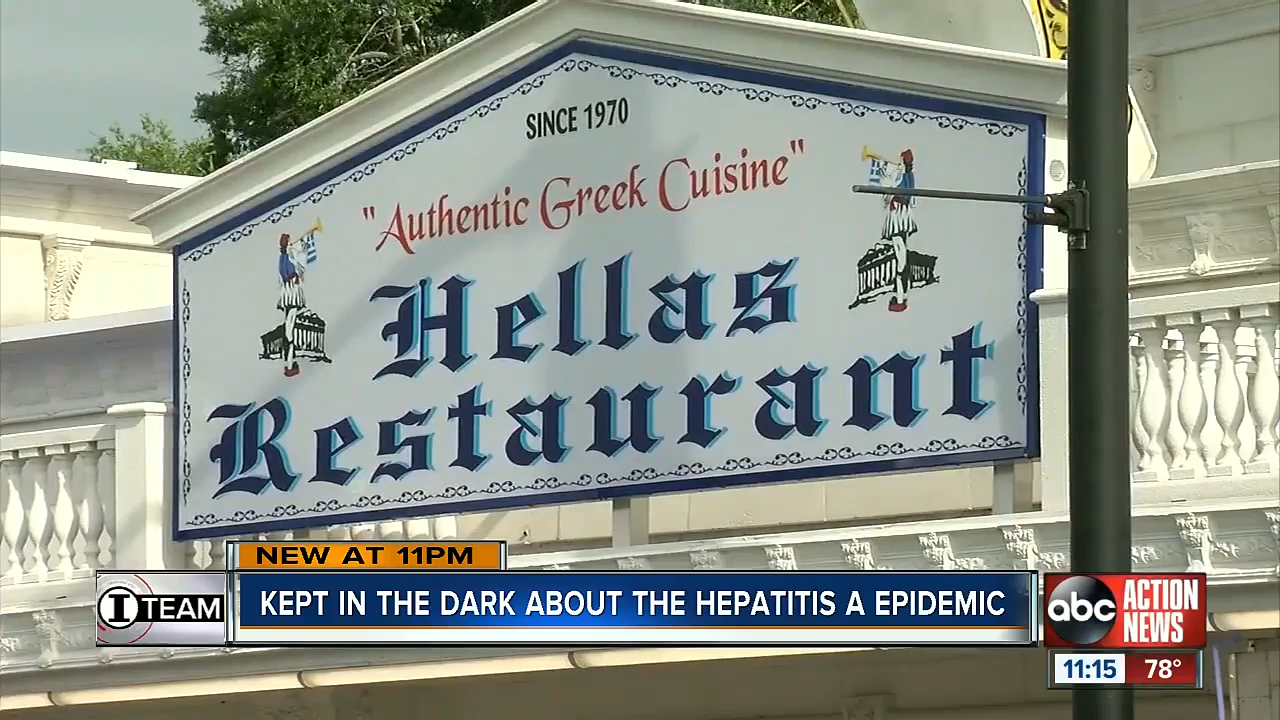 SINCE 1970
"Authentic Greek Cuisine"
Hellas
Restaurant
NEW AT 11PM
I TEAM
KEPT IN THE DARK ABOUT THE HEPATITIS A EPIDEMIC
abc
ACTION
NEWS
11:15
78°